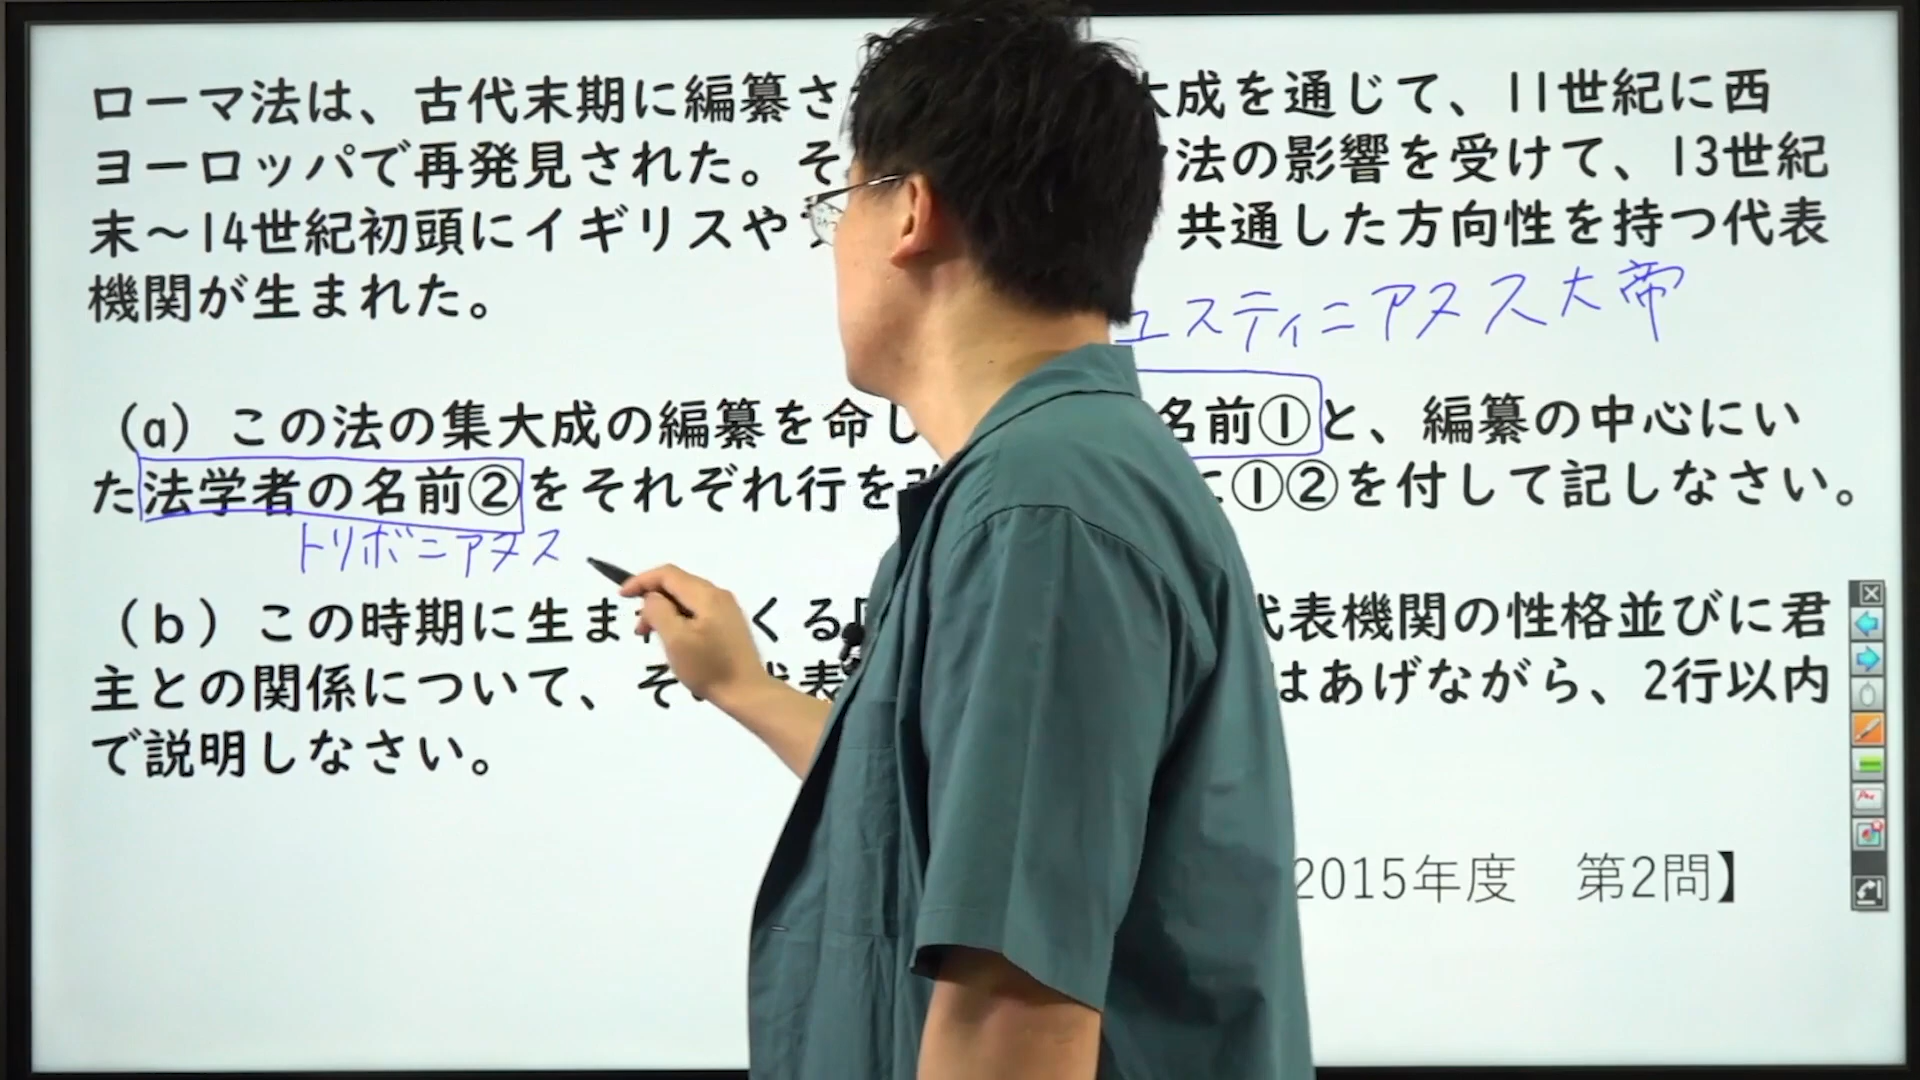 ローマ法は、古代末期に編纂さ 大成を通じて、11世紀に西
ヨーロッパで再発見された。そ 法の影響を受けて、13世紀
末～14世紀初頭にイギリスや 共通した方向性を持つ代表
機関が生まれた。
ユスティニアヌス大帝
（a）この法の集大成の編纂を命じ 名前①と、編纂の中心にい
た法学者の名前②をそれぞれ行を ①②を付して記しなさい。
トリボニアヌス
（b）この時期に生まれ くる 代表機関の性格並びに君
主との関係について、そ 代表 はあげながら、2行以内
で説明しなさい。
2015年度 第2問】